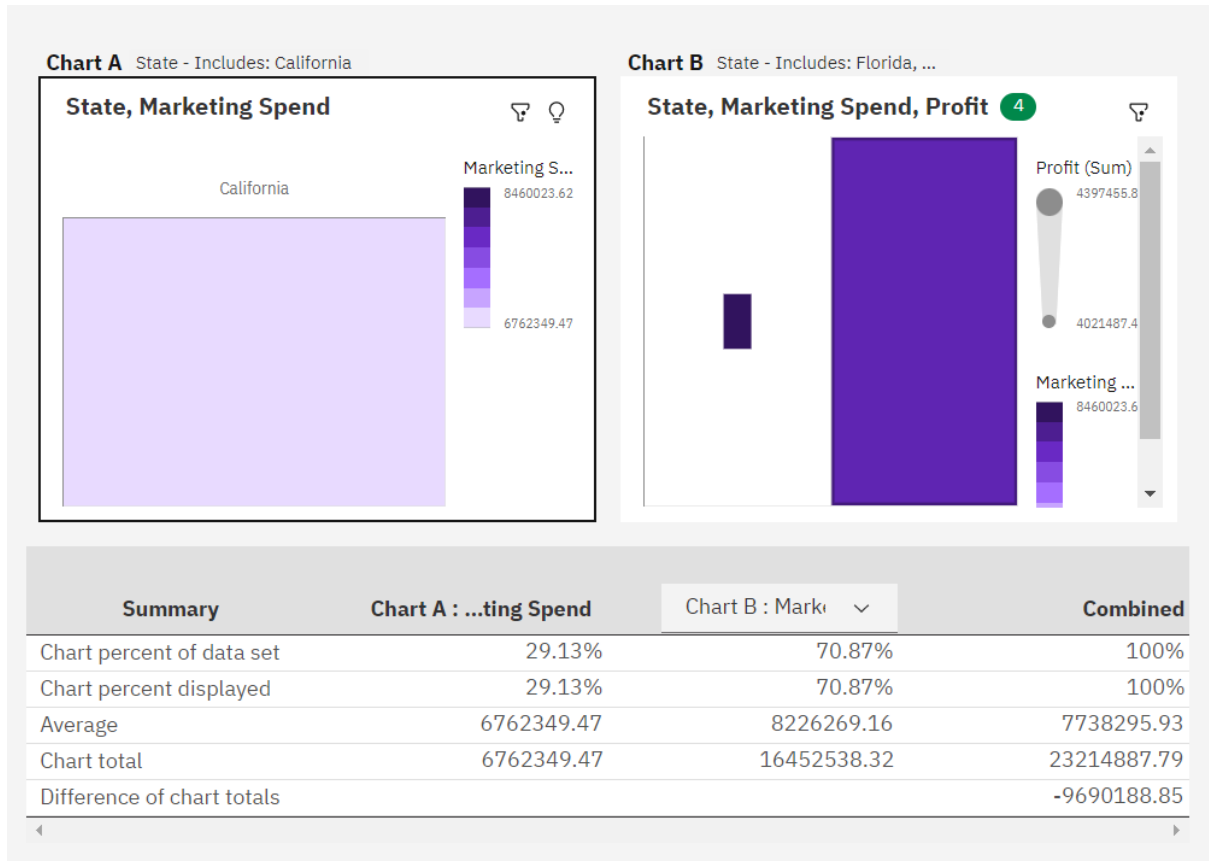 Chart A State - Includes: California
Chart B State - Includes: Florida, ...
State, Marketing Spend
State, Marketing Spend, Profit 4
California
Marketing S...
8460023.62
6762349.47
Profit (Sum)
4397455.8
4021487.4
Marketing ...
8460023.6
Summary Chart A : ...ting Spend Chart B : Mark Combined
Chart percent of data set 29.13% 70.87% 100%
Chart percent displayed 29.13% 70.87% 100%
Average 6762349.47 8226269.16 7738295.93
Chart total 6762349.47 16452538.32 23214887.79
Difference of chart totals -9690188.85